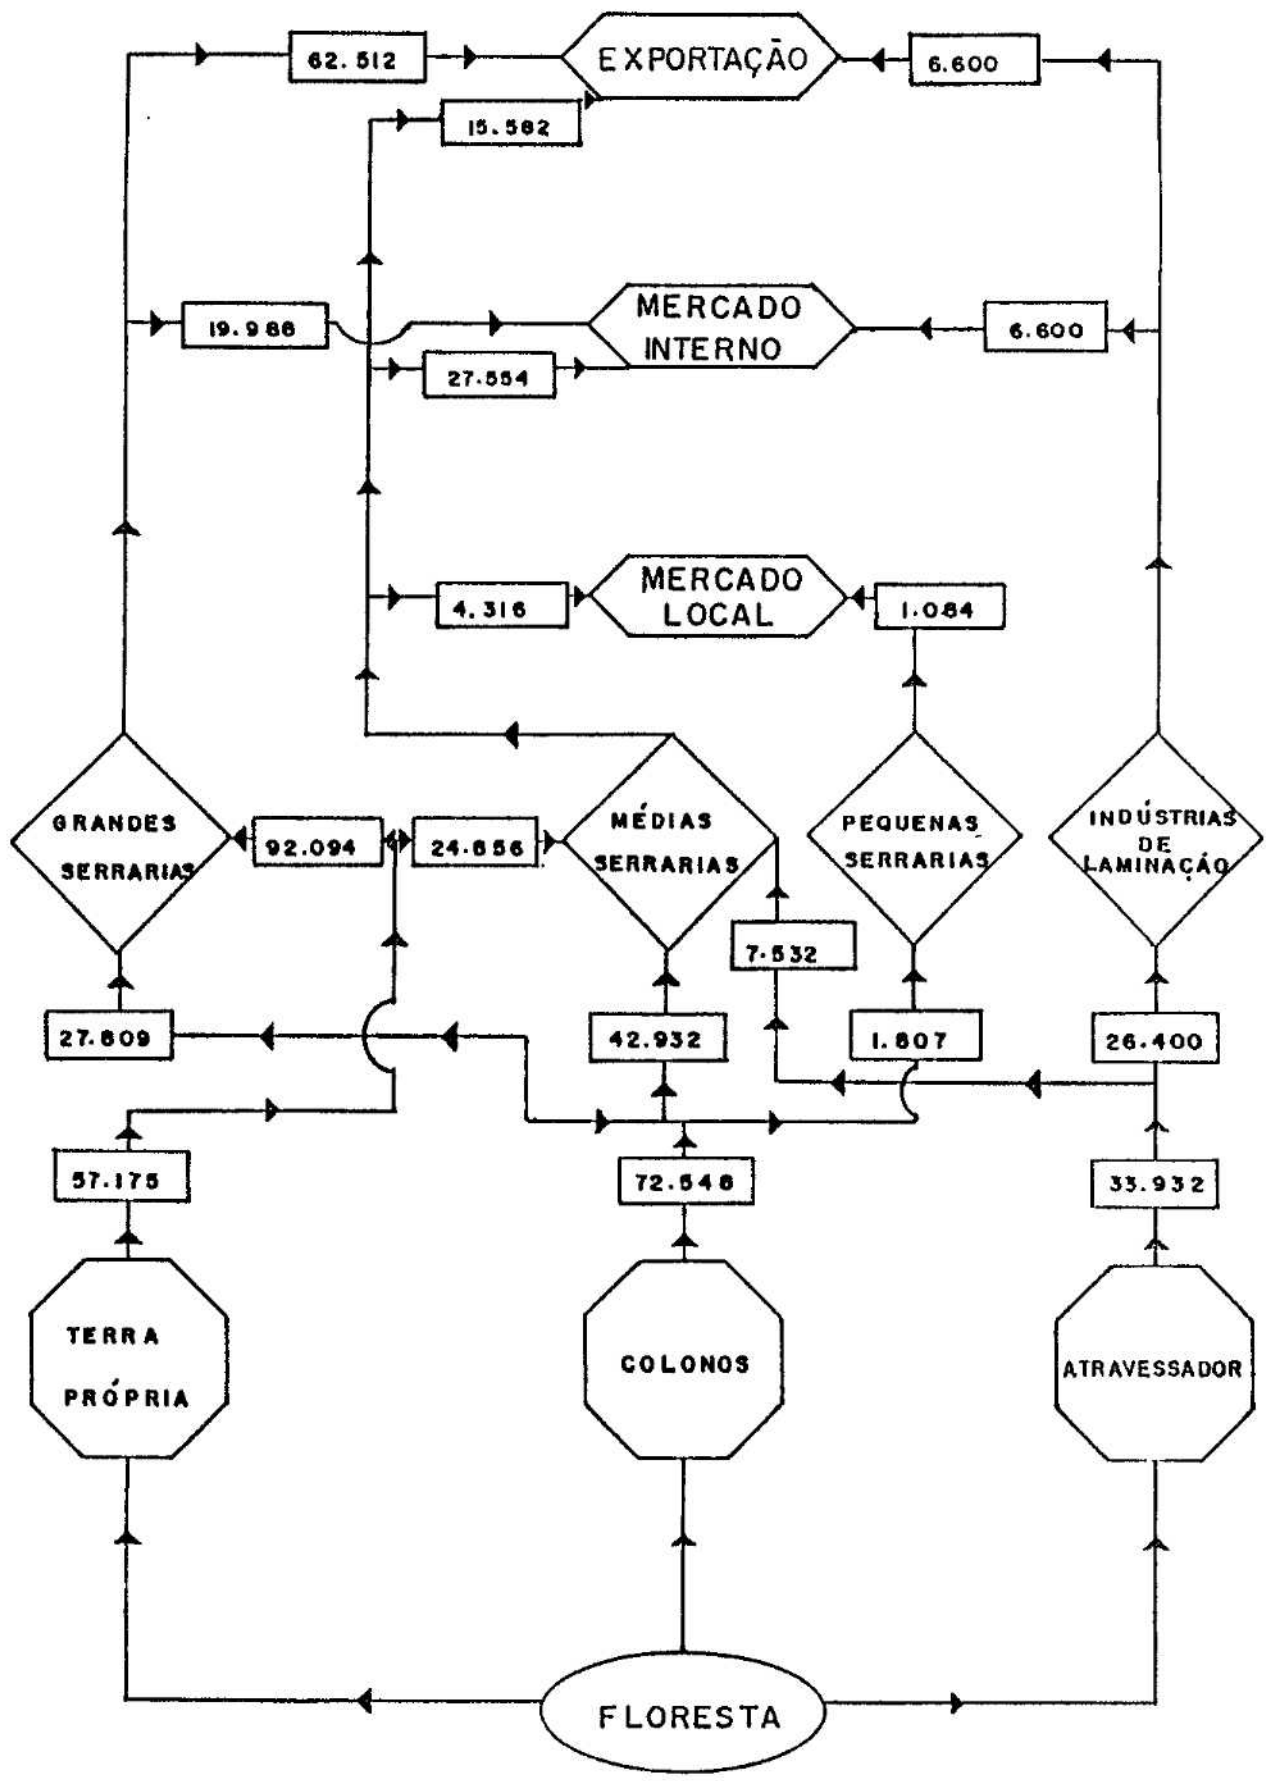 62.512
EXPORTAÇÃO
6.600
15.582
19.988
MERCADO
INTERNO
6.600
27.554
4.316
MERCADO
LOCAL
1.084
GRANDES
SERRARIAS
92.094
24.656
MÉDIAS
SERRARIAS
PEQUENAS
SERRARIAS
INDÚSTRIAS
DE
LAMINAÇÃO
7.532
27.809
42.932
1.807
26.400
57.175
72.548
33.932
TERRA
PRÓPRIA
COLONOS
ATRAVESSADOR
FLORESTA